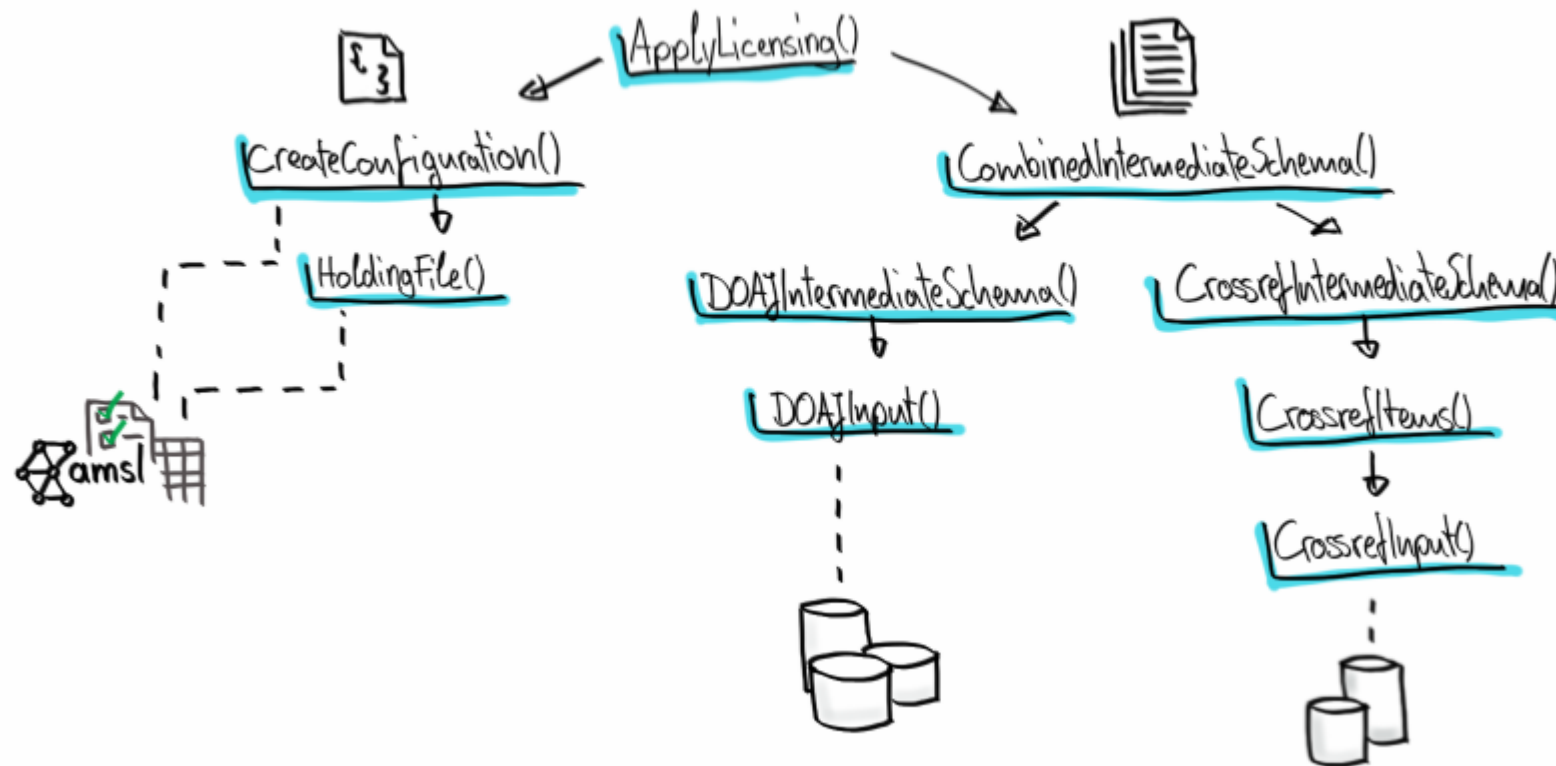 ApplyLicensing()
{ }
CreateConfiguration()
CombinedIntermediateSchema()
HoldingFile()
DOAJIntermediateSchema()
CrossrefIntermediateSchema()
DOAJInput()
CrossrefItems()
amsl
CrossrefInput()